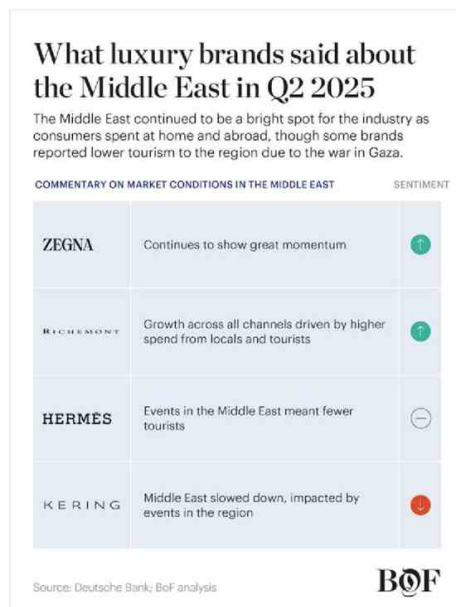 What luxury brands said about
the Middle East in Q2 2025
The Middle East continued to be a bright spot for the industry as
consumers spent at home and abroad, though some brands
reported lower tourism to the region due to the war in Gaza.
COMMENTARY ON MARKET CONDITIONS IN THE MIDDLE EAST SENTIMENT
ZEGNA Continues to show great momentum
RICHEMONT Growth across all channels driven by higher
spend from locals and tourists
HERMÈS Events in the Middle East meant fewer
tourists
KERING Middle East slowed down, impacted by
events in the region
Source: Deutsche Bank; BoF analysis
BOF